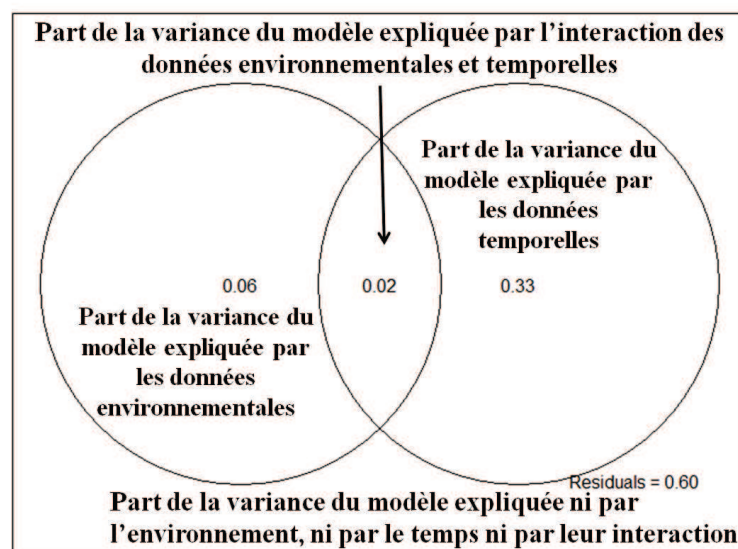 Part de la variance du modèle expliquée par l’interaction des
données environnementales et temporelles
Part de la variance du
modèle expliquée par
les données
temporelles
0.06
0.02
0.33
Part de la variance du
modèle expliquée par
les données
environnementales
Residuals = 0.60
Part de la variance du modèle expliquée ni par
l’environnement, ni par le temps ni par leur interaction